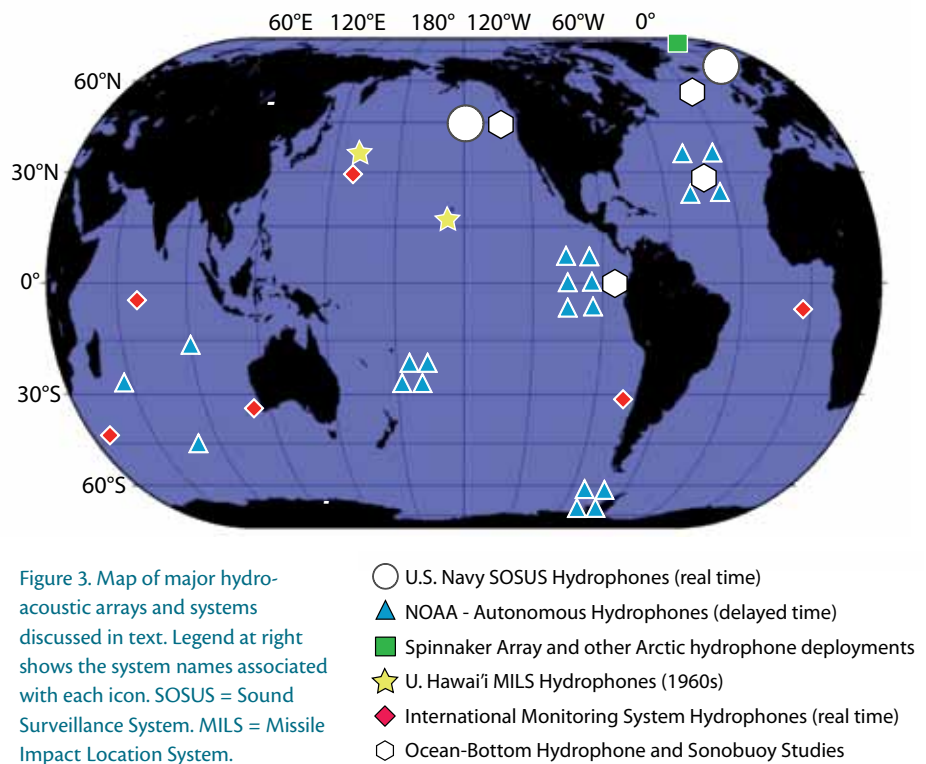 60°E 120°E 180° 120°W 60°W 0°
60°N
30°N
0°
30°S
60°S
Figure 3. Map of major hydro-
acoustic arrays and systems
discussed in text. Legend at right
shows the system names associated
with each icon. SOSUS = Sound
Surveillance System. MILS = Missile
Impact Location System.
U.S. Navy SOSUS Hydrophones (real time)
NOAA - Autonomous Hydrophones (delayed time)
Spinnaker Array and other Arctic hydrophone deployments
U. Hawai'i MILS Hydrophones (1960s)
International Monitoring System Hydrophones (real time)
Ocean-Bottom Hydrophone and Sonobuoy Studies